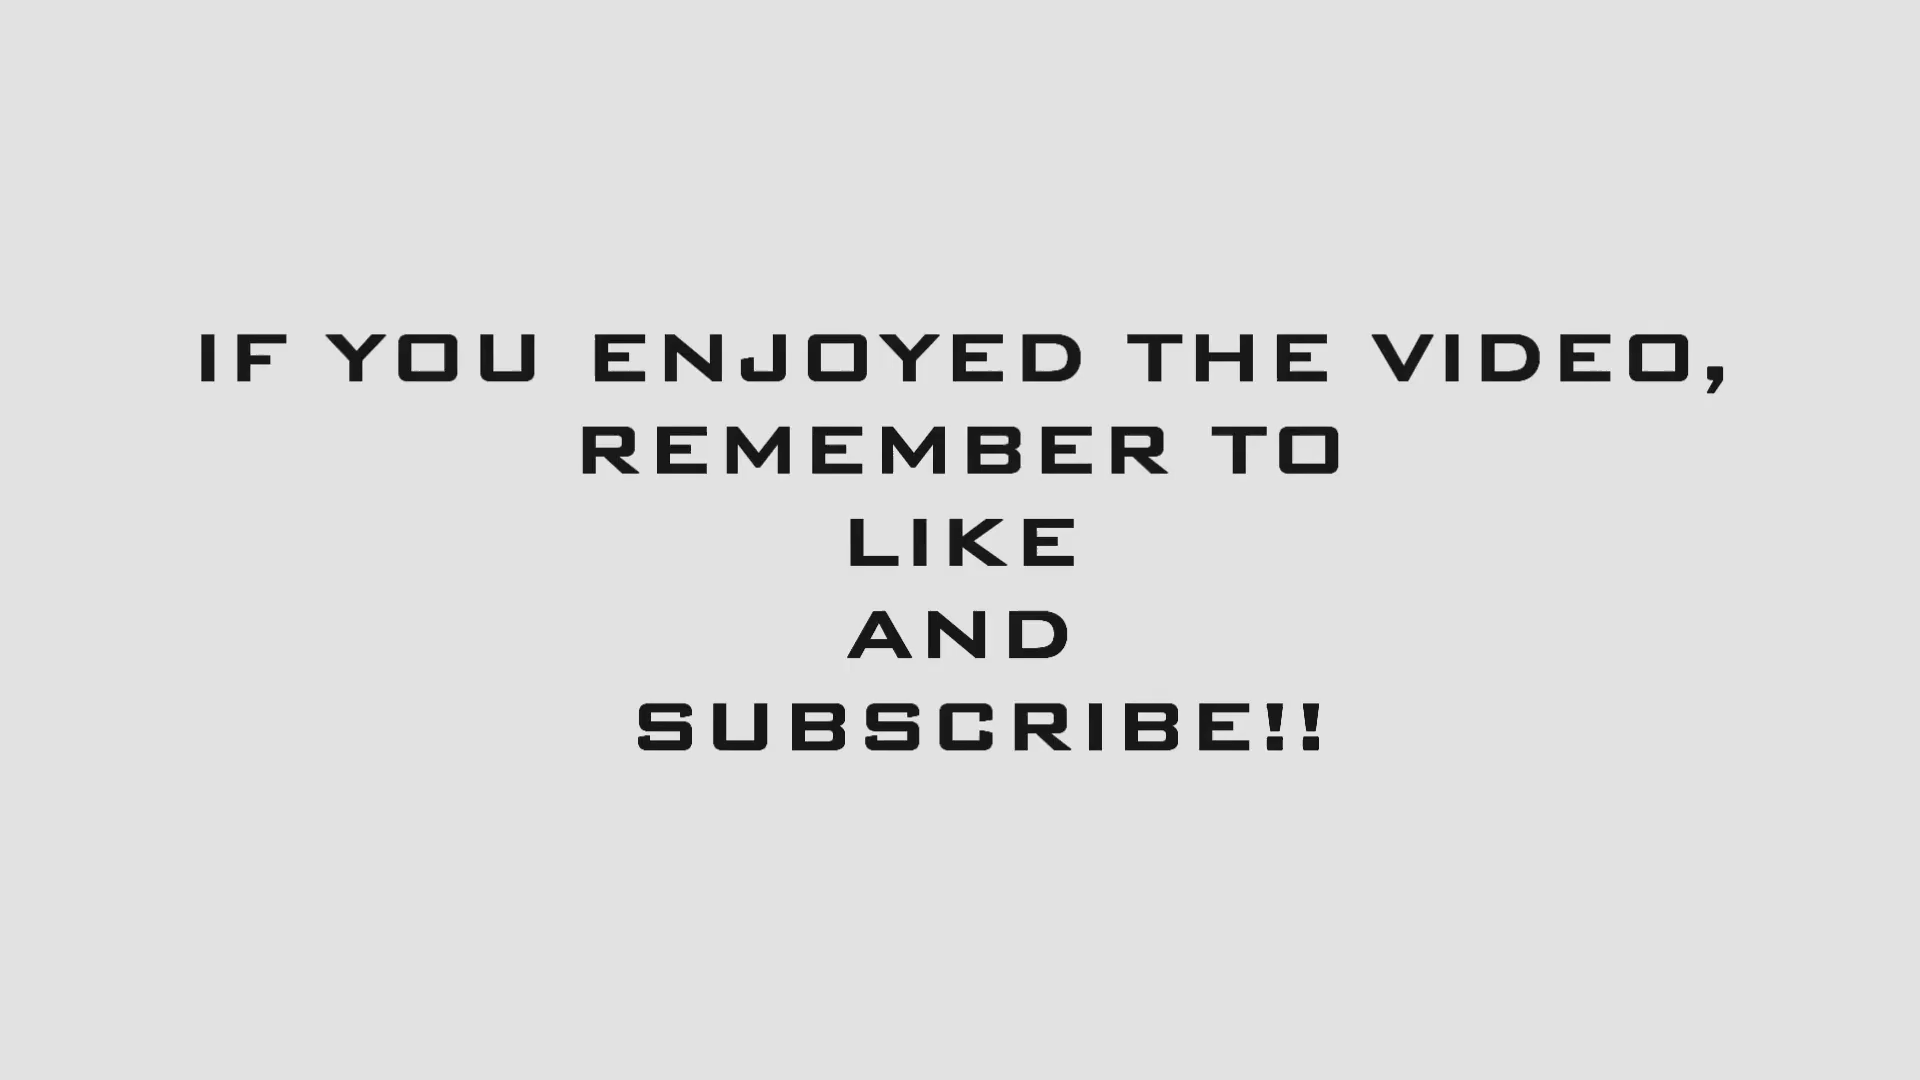 IF YOU ENJOYED THE VIDEO,
REMEMBER TO
LIKE
AND
SUBSCRIBE!!